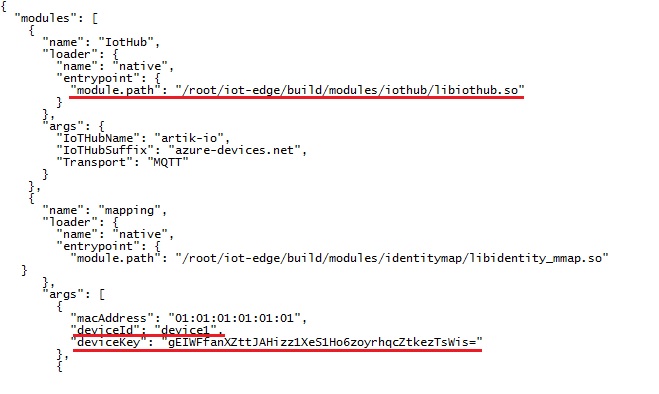 {
"modules": [
{
"name": "IotHub",
"loader": {
"name": "native",
"entrypoint": {
"module.path": "/root/iot-edge/build/modules/iothub/libiothub.so"
}
},
"args": {
"IoTHubName": "artik-io",
"IoTHubSuffix": "azure-devices.net",
"Transport": "MQTT"
}
},
{
"name": "mapping",
"loader": {
"name": "native",
"entrypoint": {
"module.path": "/root/iot-edge/build/modules/identitymap/libidentity_mmap.so"
}
},
"args": [
{
"macAddress": "01:01:01:01:01:01",
"deviceId": "device1",
"deviceKey": "gEIWFfanXZttJAHizz1XeS1Ho6zoyrhqcZtkezTsWis="
},
{